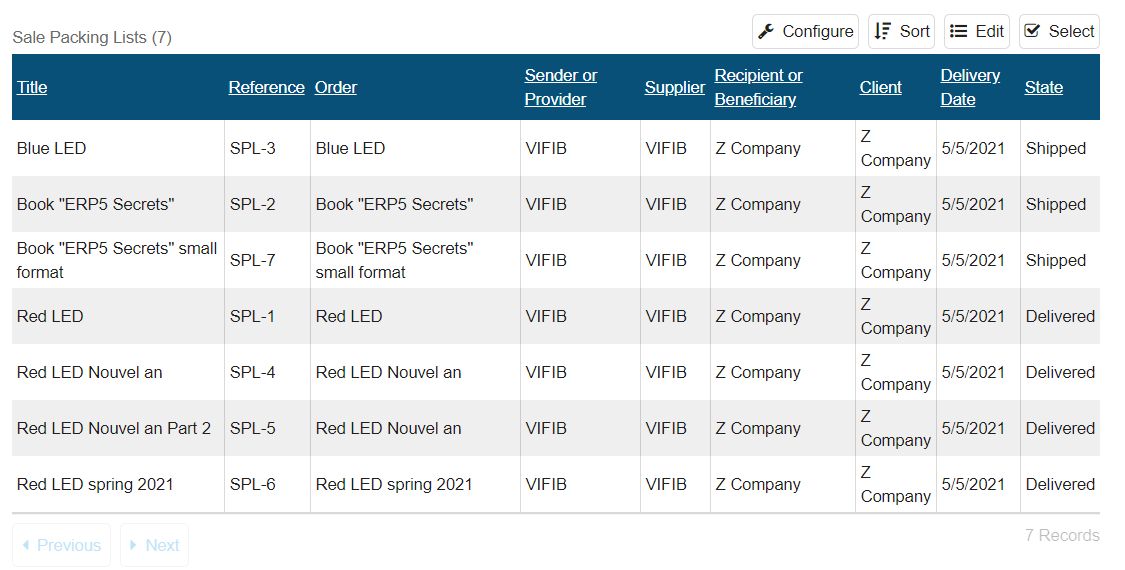 Sale Packing Lists (7) Configure Sort Edit Select
Title Reference Order Sender or Provider Supplier Recipient or Beneficiary Client Delivery Date State
Blue LED SPL-3 Blue LED VIFIB VIFIB Z Company Z Company 5/5/2021 Shipped
Book "ERP5 Secrets" SPL-2 Book "ERP5 Secrets" VIFIB VIFIB Z Company Z Company 5/5/2021 Shipped
Book "ERP5 Secrets" small format SPL-7 Book "ERP5 Secrets" small format VIFIB VIFIB Z Company Z Company 5/5/2021 Shipped
Red LED SPL-1 Red LED VIFIB VIFIB Z Company Z Company 5/5/2021 Delivered
Red LED Nouvel an SPL-4 Red LED Nouvel an VIFIB VIFIB Z Company Z Company 5/5/2021 Delivered
Red LED Nouvel an Part 2 SPL-5 Red LED Nouvel an VIFIB VIFIB Z Company Z Company 5/5/2021 Delivered
Red LED spring 2021 SPL-6 Red LED spring 2021 VIFIB VIFIB Z Company Z Company 5/5/2021 Delivered
Previous Next 7 Records